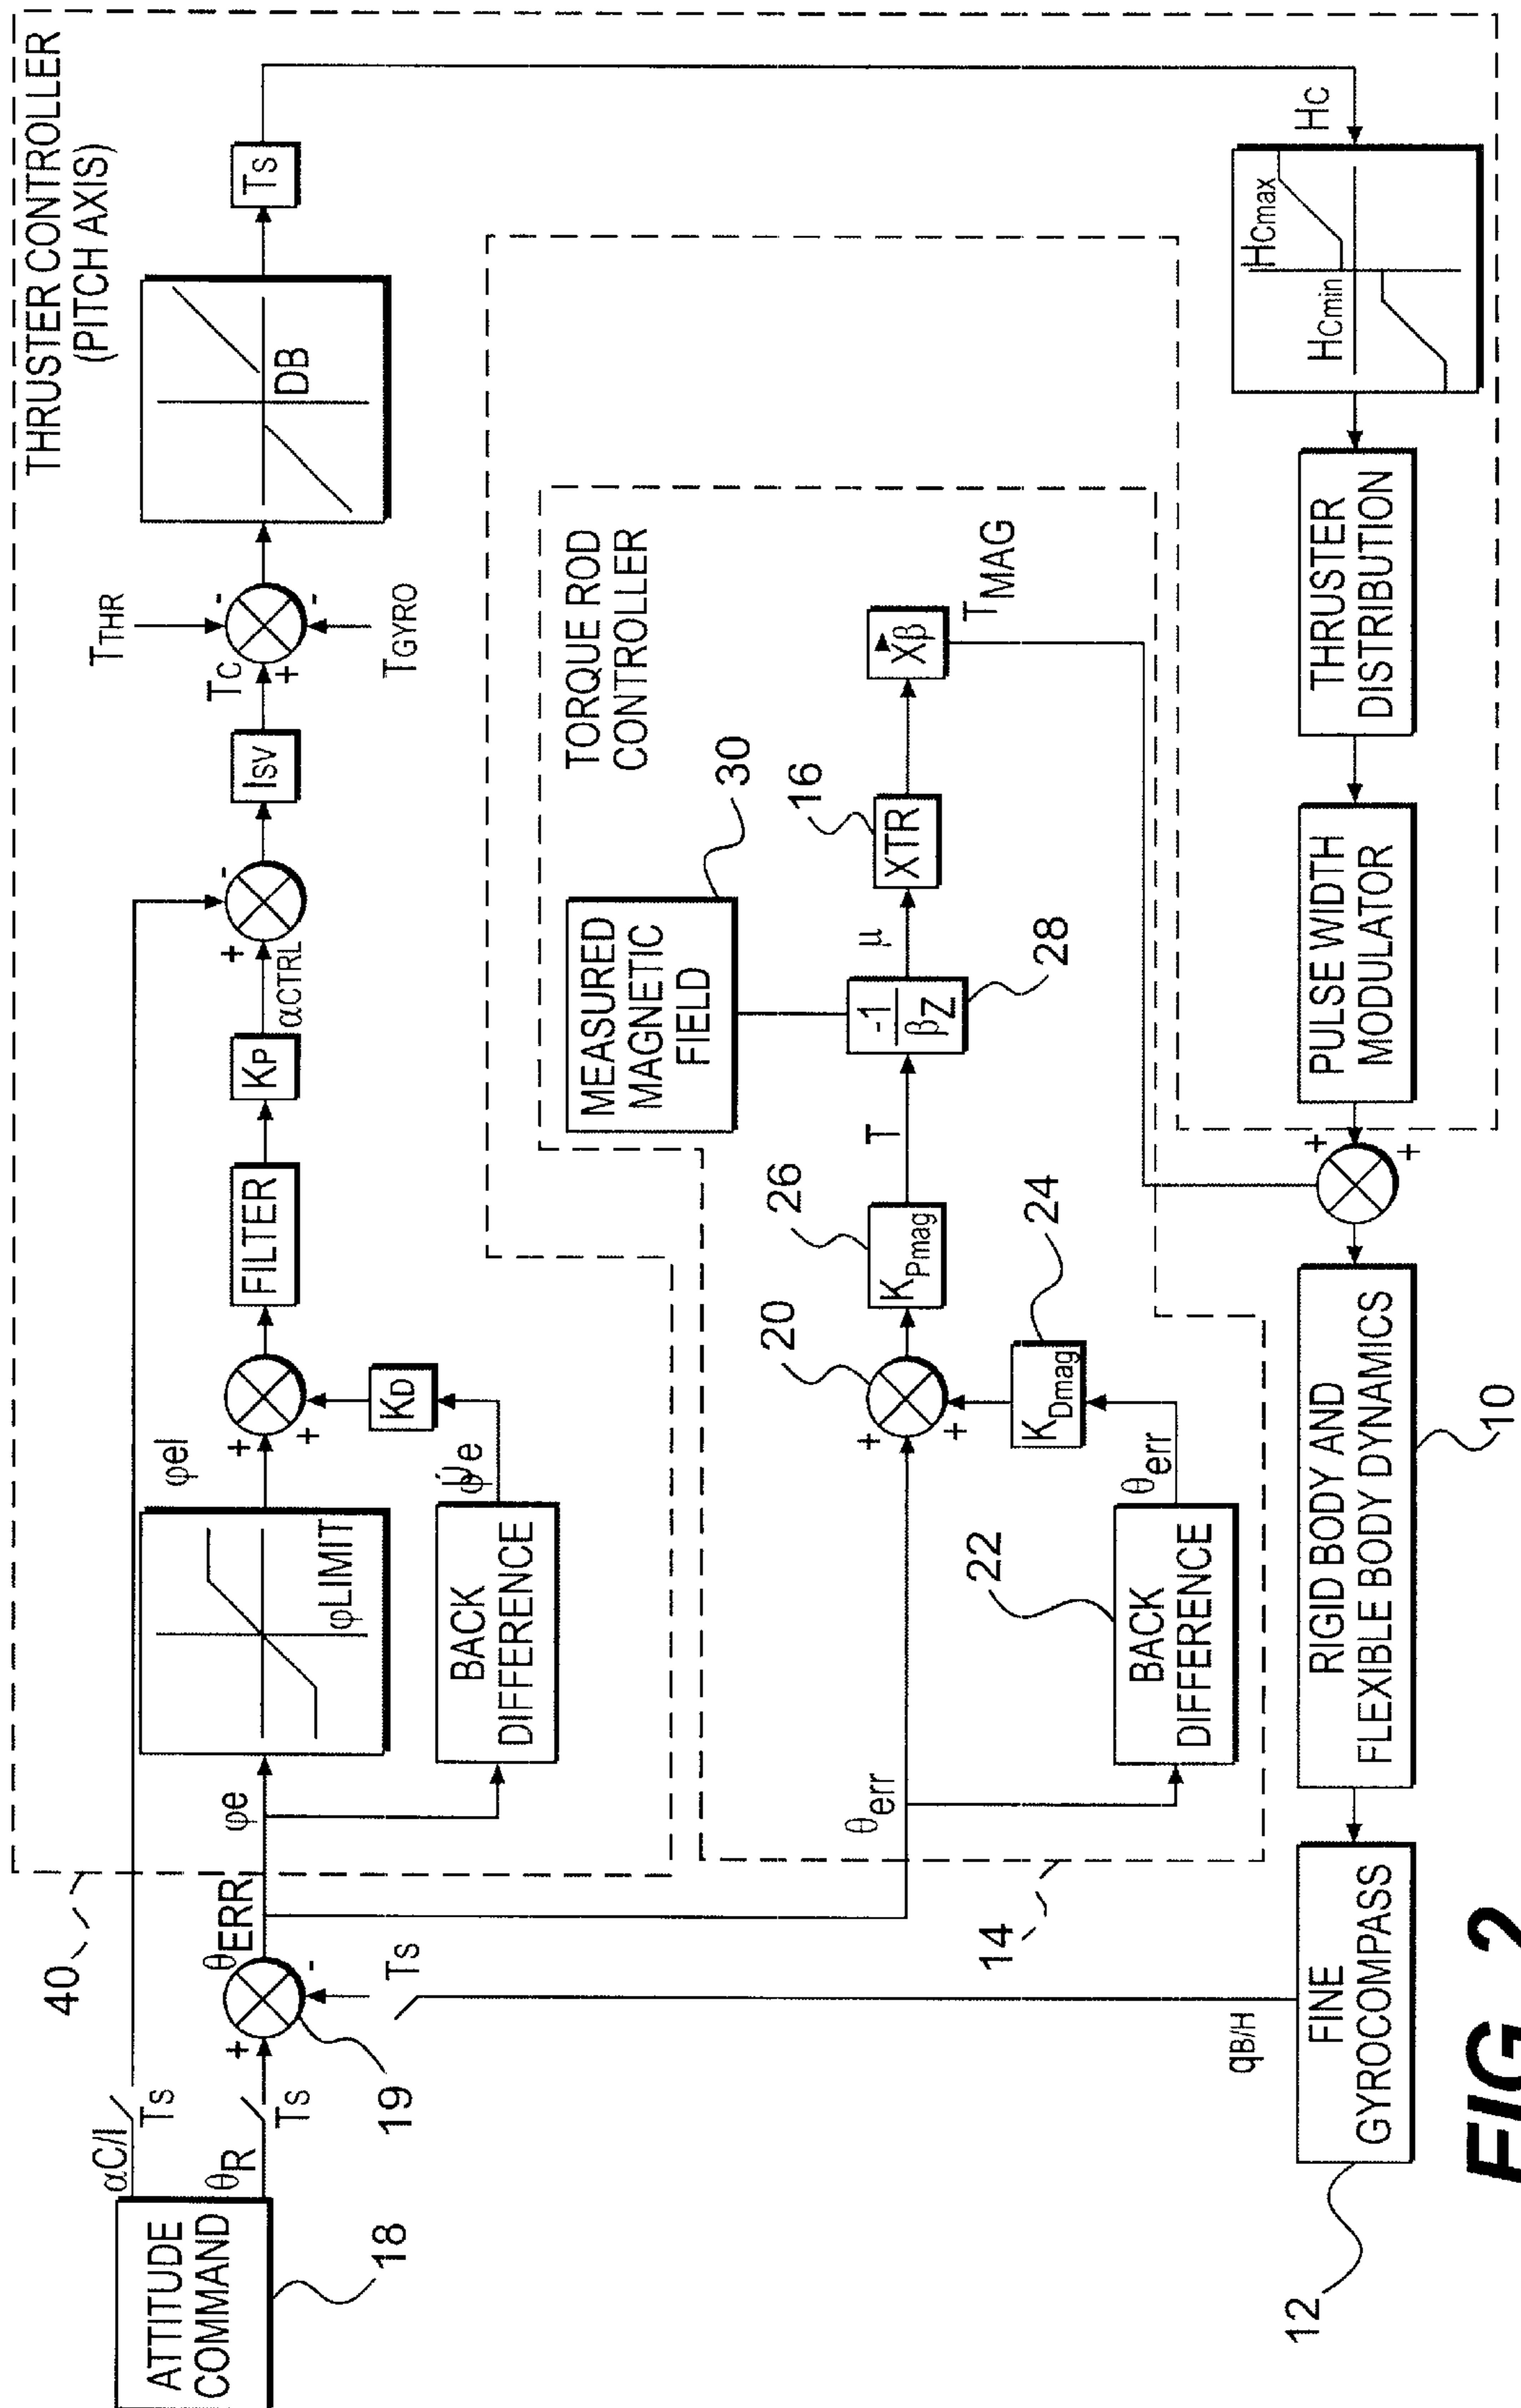 THRUSTER CONTROLLER
(PITCH AXIS)
40
ATTITUDE
COMMAND
18
αC/I
TS
θR
TS
+
-
19
θERR
TS
φe
φLIMIT
φel
BACK
DIFFERENCE
KD
+
+
FILTER
KP
αCTRL
+
-
ISV
TC
+
TTHR
-
TGYRO
-
DB
TS
TORQUE ROD
CONTROLLER
14
θerr
BACK
DIFFERENCE
22
θerr
KDmag
24
+
+
20
KPmag
26
T
MEASURED
MAGNETIC
FIELD
30
-1
βZ
28
μ
XTR
16
Xβ
TMAG
HC
HCmax
HCmin
THRUSTER
DISTRIBUTION
PULSE WIDTH
MODULATOR
+
+
RIGID BODY AND
FLEXIBLE BODY DYNAMICS
10
FINE
GYROCOMPASS
12
qB/H
FIG. 2